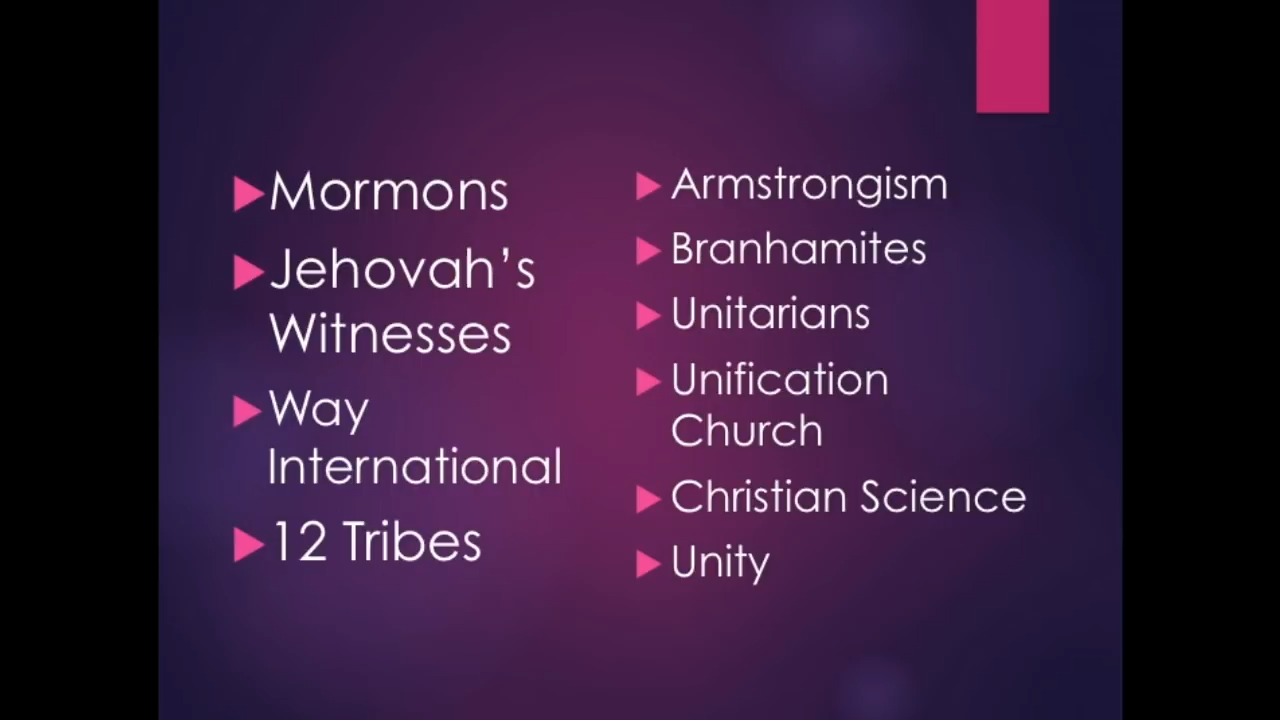 Mormons
Jehovah's
Witnesses
Way
International
12 Tribes
Armstrongism
Branhamites
Unitarians
Unification
Church
Christian Science
Unity